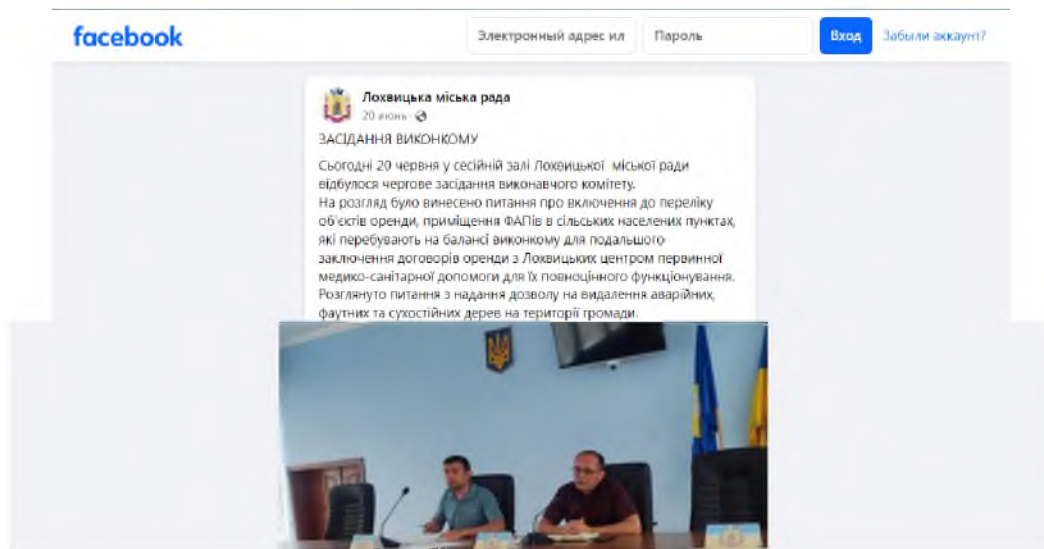 facebook
Электронный адрес ил
Пароль
Вход
Забыли аккаунт?
Лохвицька міська рада
20 июнь ·
ЗАСІДАННЯ ВИКОНКОМУ
Сьогодні 20 червня у сесійній залі Лохвицької міської ради
відбулося чергове засідання виконавчого комітету.
На розгляд було винесено питання про включення до переліку
об'єктів оренди, приміщення ФАПів в сільських населених пунктах,
які перебувають на балансі виконкому для подальшого
заключення договорів оренди з Лохвицьких центром первинної
медико-санітарної допомоги для їх повноцінного функціонування.
Розглянуто питання з надання дозволу на видалення аварійних,
фаутних та сухостійних дерев на території громади.